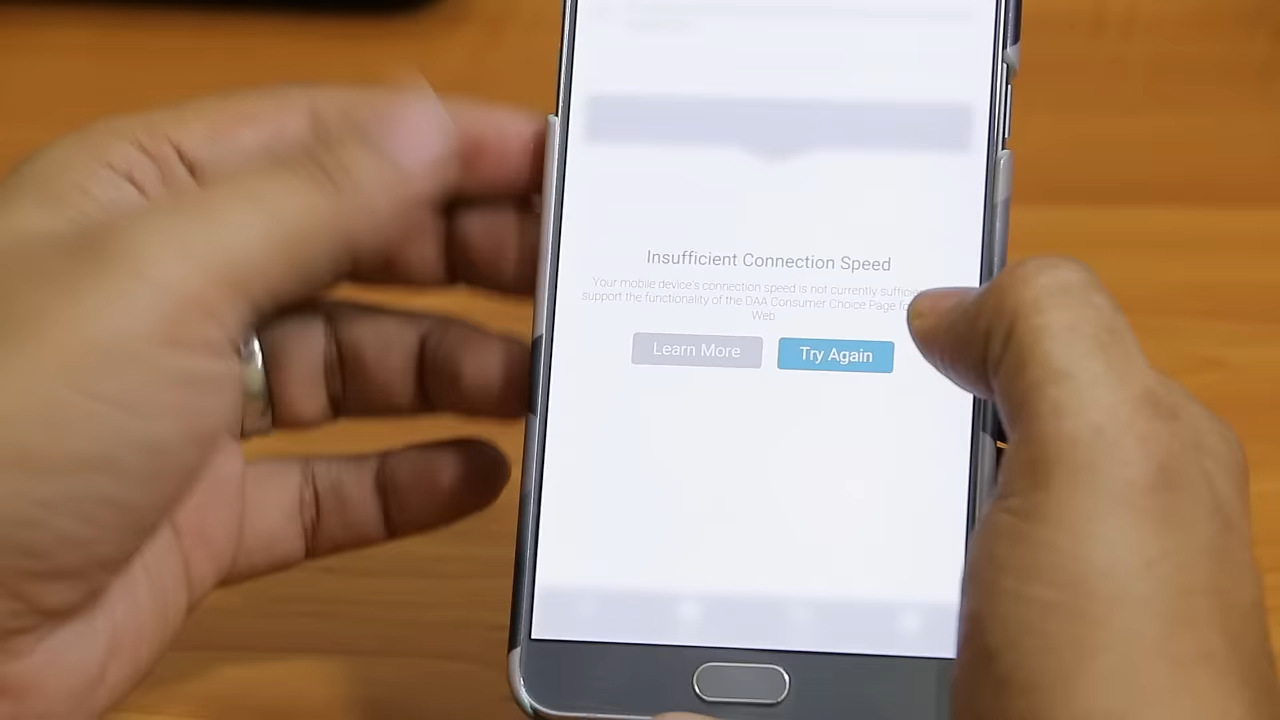 Insufficient Connection Speed
Your mobile device's connection speed is not currently
support the functionality of the DAA Consumer Choice Page
Web
Learn More
Try Again